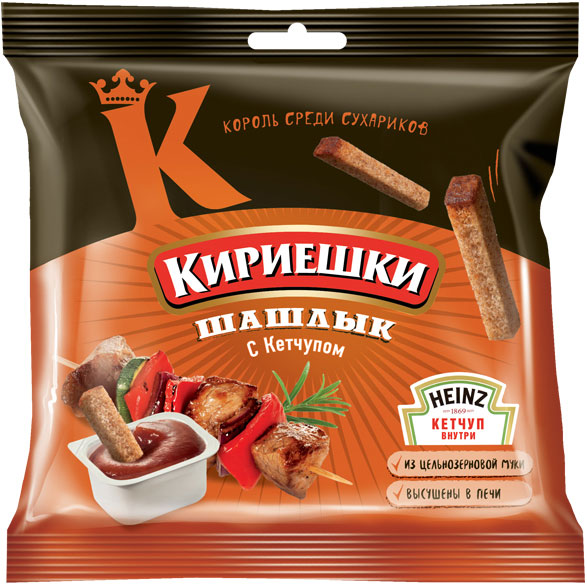 К
КОРОЛЬ СРЕДИ СУХАРИКОВ
КИРИЕШКИ
ШАШЛЫК
С Кетчупом
HEINZ
1869
КЕТЧУП
ВНУТРИ
ИЗ ЦЕЛЬНОЗЕРНОВОЙ МУКИ
ВЫСУШЕНЫ В ПЕЧИ